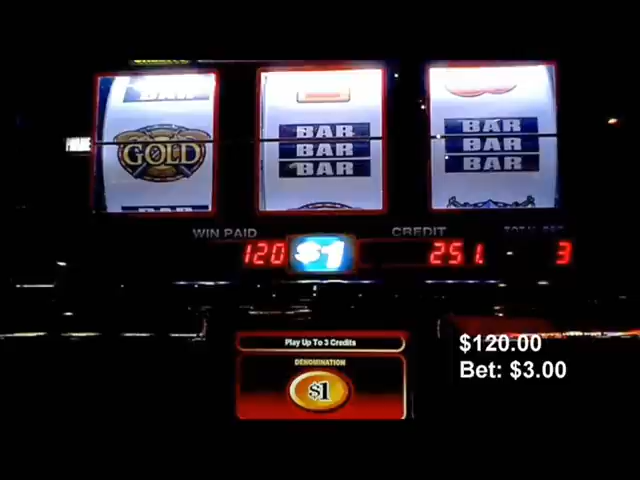 BAR
GOLD
BAR
BAR
BAR
BAR
BAR
BAR
WIN PAID
CREDIT
120
$1
251
3
Play Up To 3 Credits
DENOMINATION
$1
$120.00
Bet: $3.00